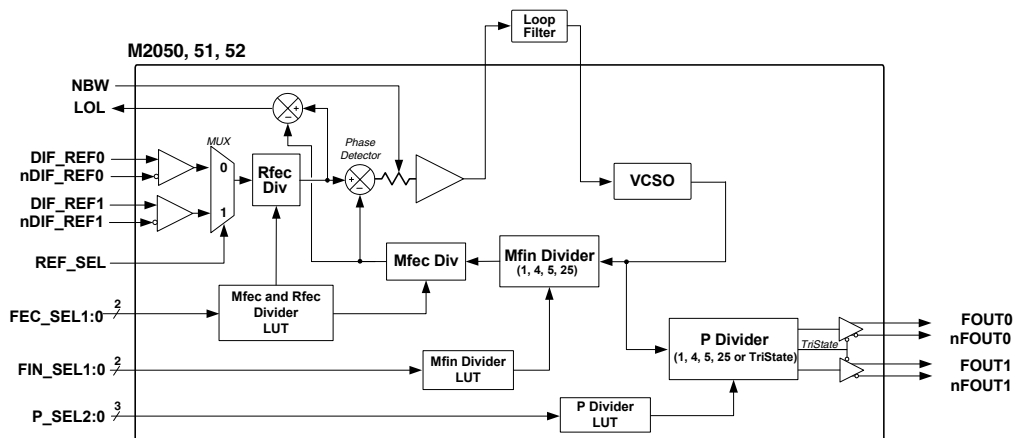 Loop
Filter
M2050, 51, 52
NBW
LOL
+
−
MUX
Phase
Detector
DIF_REF0
nDIF_REF0
0
Rfec
Div
+
−
VCSO
DIF_REF1
nDIF_REF1
1
REF_SEL
Mfec Div
Mfin Divider
(1, 4, 5, 25)
FEC_SEL1:0
2
Mfec and Rfec
Divider
LUT
P Divider
(1, 4, 5, 25 or TriState)
TriState
FOUT0
nFOUT0
FIN_SEL1:0
2
Mfin Divider
LUT
FOUT1
nFOUT1
P_SEL2:0
3
P Divider
LUT